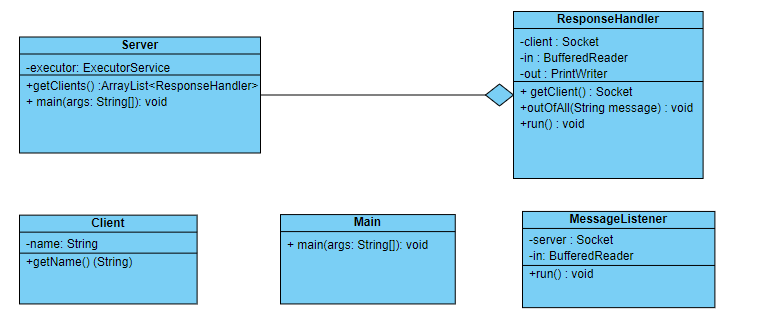 Server
-executor: ExecutorService
+getClients() :ArrayList<ResponseHandler>
+ main(args: String[]): void
ResponseHandler
-client : Socket
-in : BufferedReader
-out : PrintWriter
+ getClient() : Socket
+outOfAll(String message) : void
+run() : void
Client
-name: String
+getName() (String)
Main
+ main(args: String[]): void
MessageListener
-server : Socket
-in: BufferedReader
+run() : void